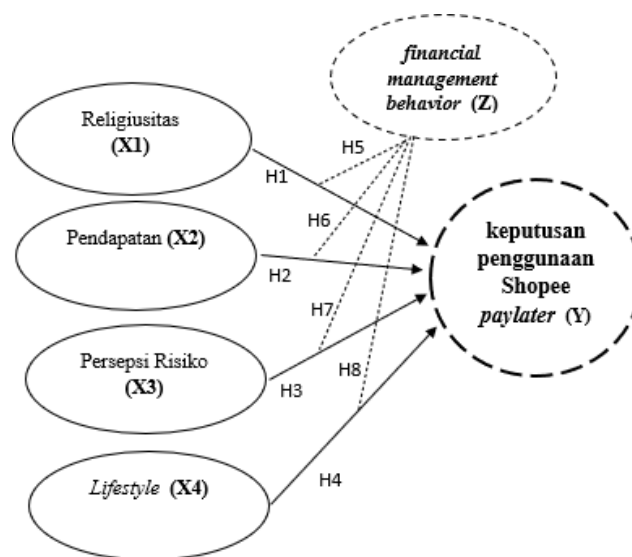 financial
management
behavior (Z)
Religiusitas
(X1)
H5
H1
H6
Pendapatan (X2)
H2
keputusan
penggunaan
Shopee
paylater (Y)
H7
Persepsi Risiko
(X3)
H3
H8
Lifestyle (X4)
H4